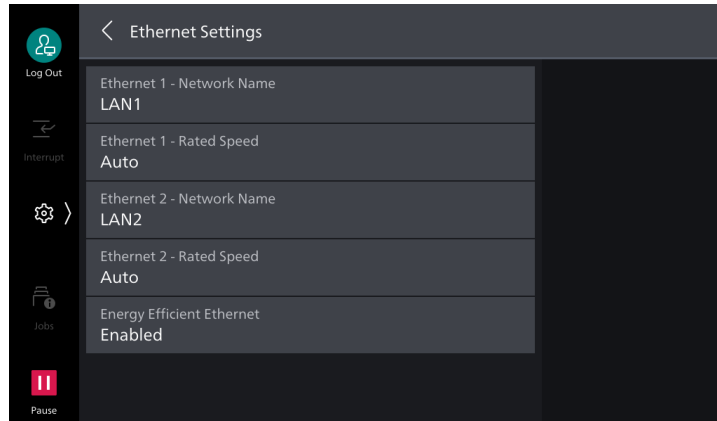 Log Out
Interrupt
Jobs
Pause
Ethernet Settings
Ethernet 1 - Network Name
LAN1
Ethernet 1 - Rated Speed
Auto
Ethernet 2 - Network Name
LAN2
Ethernet 2 - Rated Speed
Auto
Energy Efficient Ethernet
Enabled